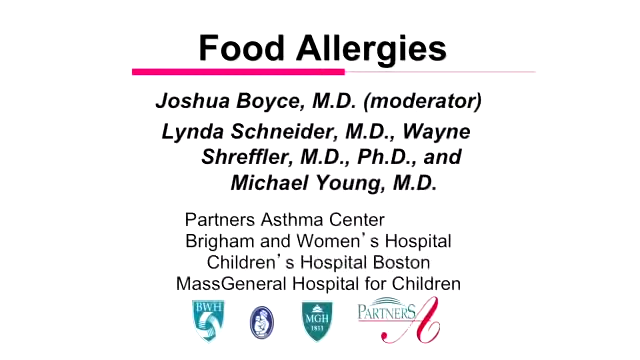 Food Allergies
Joshua Boyce, M.D. (moderator)
Lynda Schneider, M.D., Wayne
Shreffler, M.D., Ph.D., and
Michael Young, M.D.
Partners Asthma Center
Brigham and Women’s Hospital
Children’s Hospital Boston
MassGeneral Hospital for Children
BWH
MGH
1811
PARTNERS A